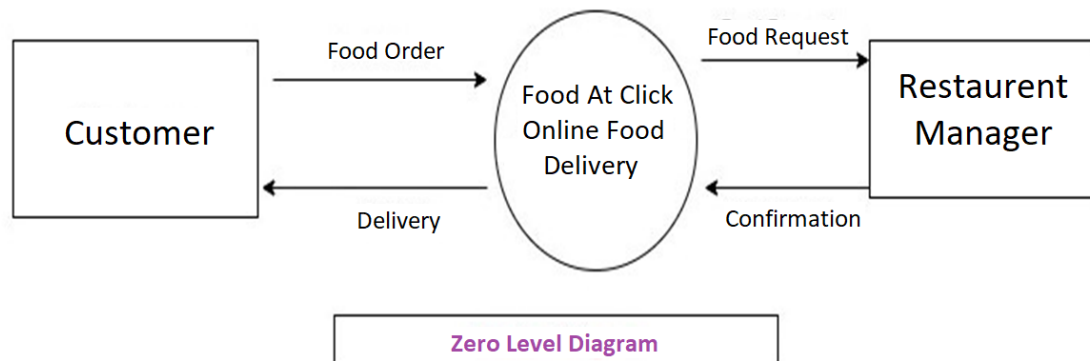 Food Order
Food Request
Customer
Food At Click
Online Food
Delivery
Restaurent
Manager
Delivery
Confirmation
Zero Level Diagram